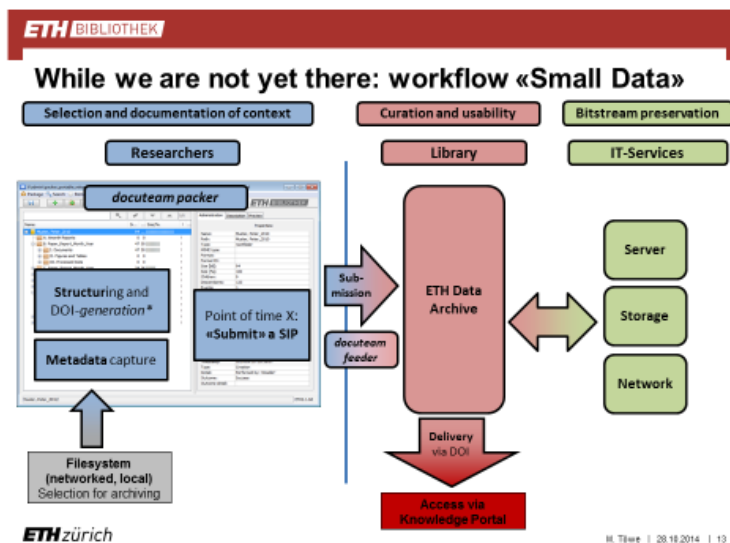 ETH BIBLIOTHEK
While we are not yet there: workflow «Small Data»
Selection and documentation of context
Curation and usability
Bitstream preservation
Researchers
Library
IT-Services
docuteam packer
ETH BIBLIOTHEK
Structuring and
DOI-generation*
Metadata capture
Point of time X:
«Submit» a SIP
Sub-
mission
docuteam
feeder
ETH Data
Archive
Server
Storage
Network
Delivery
via DOI
Filesystem
(networked, local)
Selection for archiving
Access via
Knowledge Portal
ETH zürich
M. Töwe | 28.10.2014 | 13